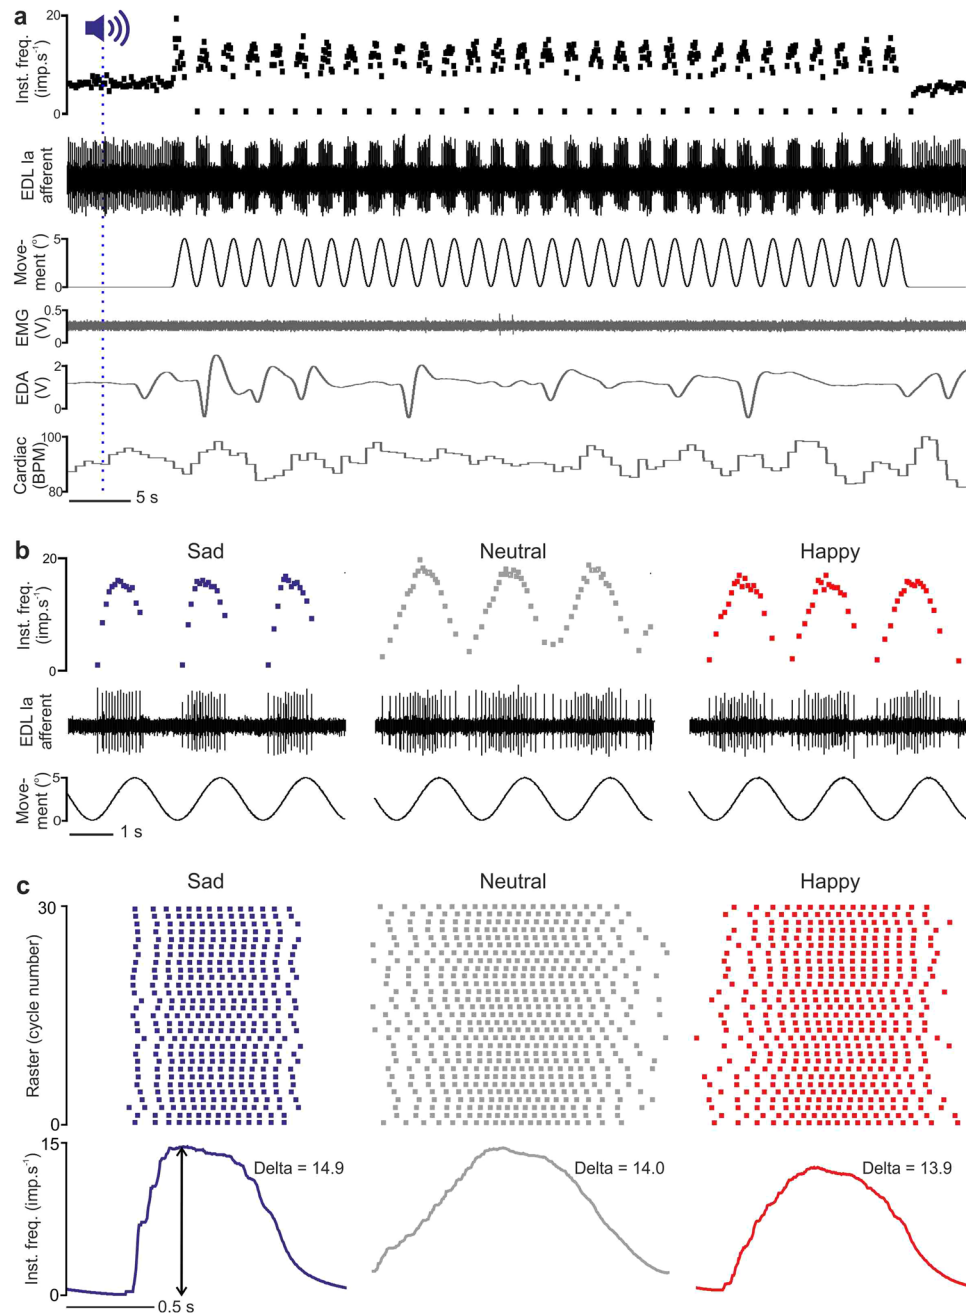 a
20
Inst. freq.
(imp.s-1)
0
EDL Ia
afferent
5
Move-
ment (°)
0
0.5
EMG
(V)
0
2
EDA
(V)
0
100
Cardiac
(BPM)
80
5 s
b
Sad
Neutral
Happy
20
Inst. freq.
(imp.s-1)
0
EDL Ia
afferent
5
Move-
ment (°)
0
1 s
c
Sad
Neutral
Happy
30
Raster (cycle number)
0
15
Inst. freq. (imp.s-1)
0
Delta = 14.9
Delta = 14.0
Delta = 13.9
0.5 s